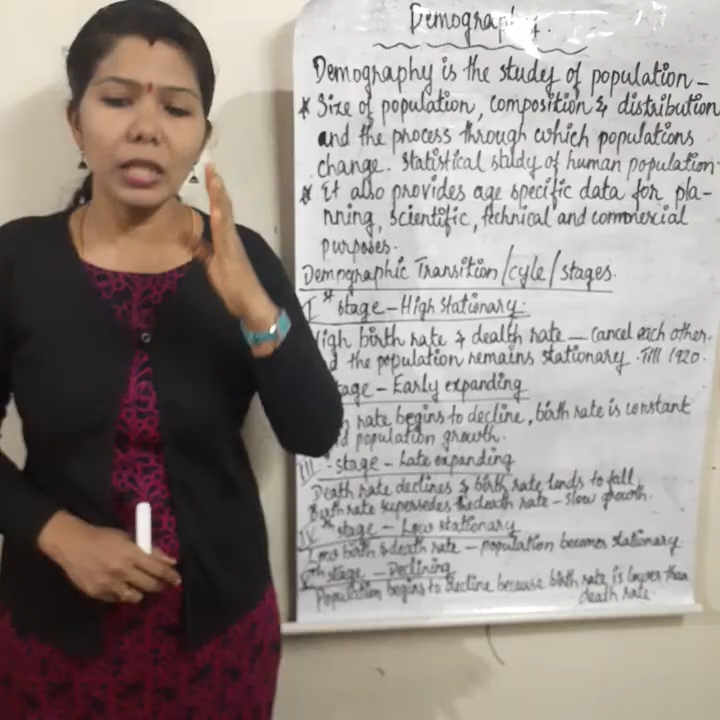 Demography.
Demography is the study of population -
* Size of population, composition & distribution
and the process through which populations
change. Statistical study of human population.
* It also provides age specific data for pla-
nning, scientific, technical and commercial
purposes.
Demographic Transition/cycle/stages.
Ist stage - High stationary.
High birth rate & death rate - cancel each other.
the population remains stationary. Till 1920.
stage - Early expanding
rate begins to decline, birth rate is constant
population growth.
III stage - Late expanding
Death rate declines & birth rate tends to fall
Birth rate supersedes the death rate - slow growth.
IVth stage - Low stationary
Low birth & death rate - population becomes stationary
Vth stage - Declining
Population begins to decline because birth rate is lower than
death rate.